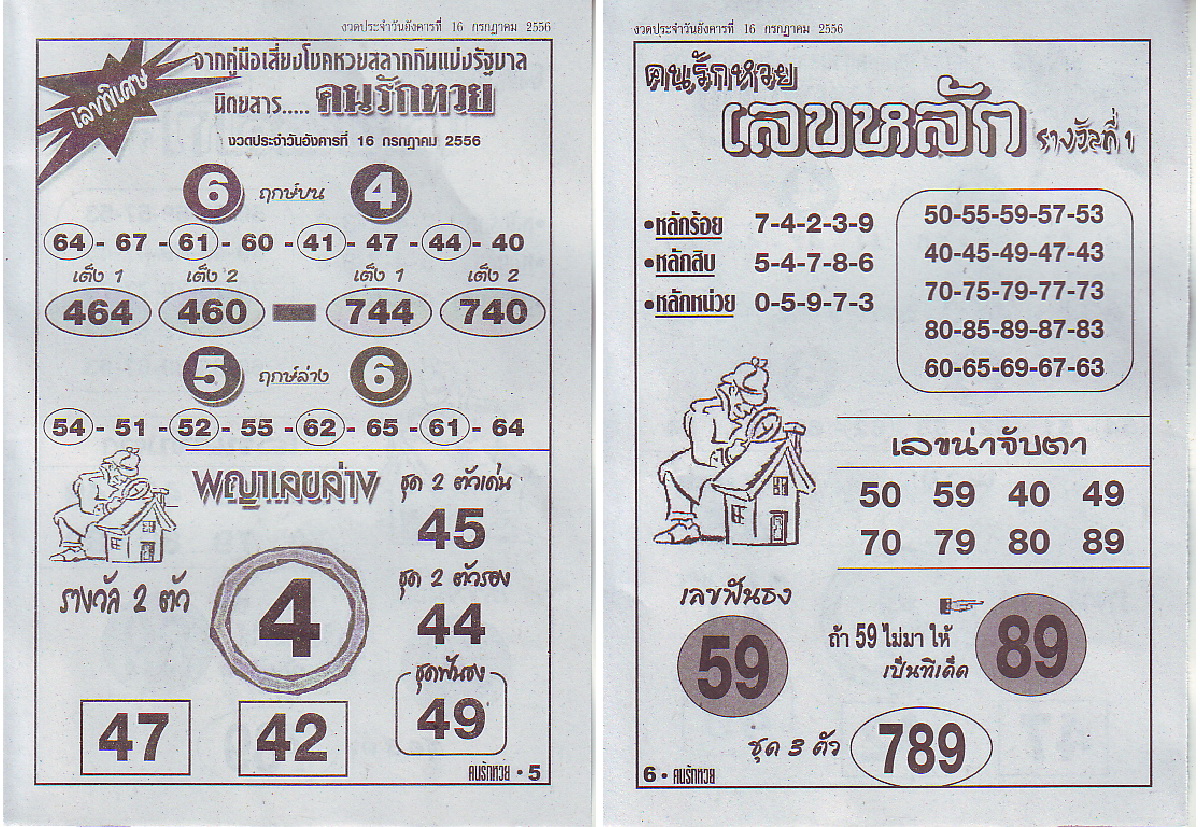 งวดประจำวันอังคารที่ 16 กรกฎาคม 2556
เลขพิเศษ
จากคู่มือเสี่ยงโชคหวยสลากกินแบ่งรัฐบาล
นิตยสาร..... คนรักหวย
งวดประจำวันอังคารที่ 16 กรกฎาคม 2556
6 ฤกษ์บน 4
64 - 67 - 61 - 60 - 41 - 47 - 44 - 40
เต็ง 1 เต็ง 2 เต็ง 1 เต็ง 2
464 460 - 744 740
5 ฤกษ์ล่าง 6
54 - 51 - 52 - 55 - 62 - 65 - 61 - 64
พญาเลยล่าง
ชุด 2 ตัวเด่น
45
ชุด 2 ตัวรอง
44
รางวัล 2 ตัว
4
ชุดฟันธง
49
47 42
คนรักหวย • 5
งวดประจำวันอังคารที่ 16 กรกฎาคม 2556
คนรักหวย
เลขหลัก รางวัลที่ 1
•หลักร้อย 7-4-2-3-9
•หลักสิบ 5-4-7-8-6
•หลักหน่วย 0-5-9-7-3
50-55-59-57-53
40-45-49-47-43
70-75-79-77-73
80-85-89-87-83
60-65-69-67-63
เลขน่าจับตา
50 59 40 49
70 79 80 89
เลขฟันธง
59
ถ้า 59 ไม่มา ให้
เป็นทีเด็ด
89
ชุด 3 ตัว 789
6 • คนรักหวย